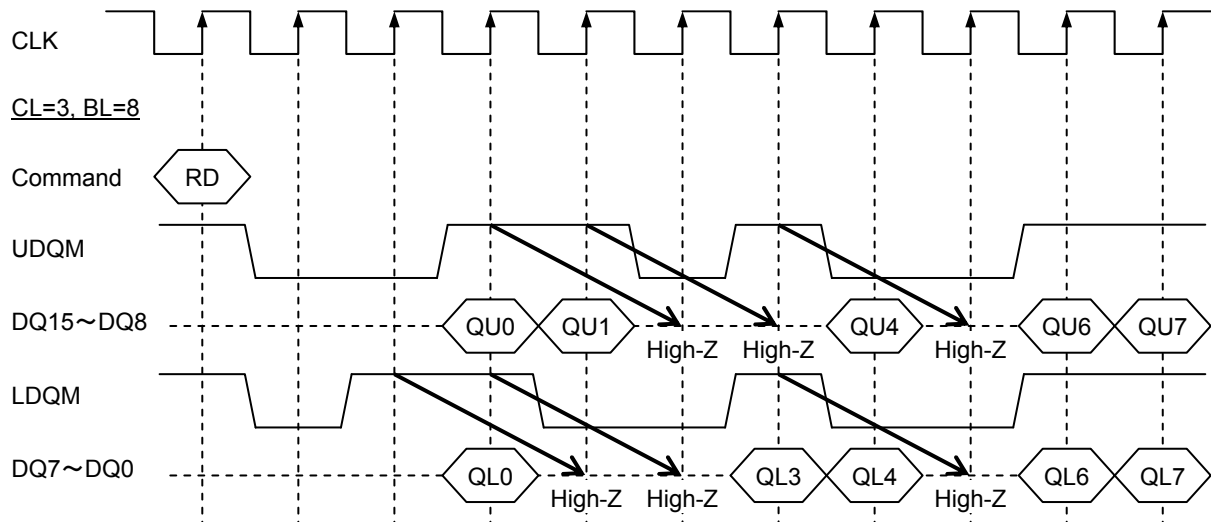 CLK
CL=3, BL=8
Command RD
UDQM
DQ15～DQ8 QU0 QU1 QU4 QU6 QU7
High-Z High-Z High-Z
LDQM
DQ7～DQ0 QL0 QL3 QL4 QL6 QL7
High-Z High-Z High-Z